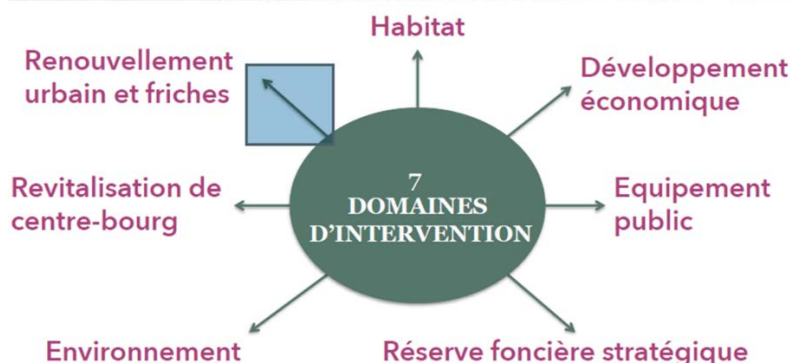 Habitat
Renouvellement
urbain et friches
Développement
économique
Revitalisation de
centre-bourg
7
DOMAINES
D'INTERVENTION
Equipement
public
Environnement
Réserve foncière stratégique